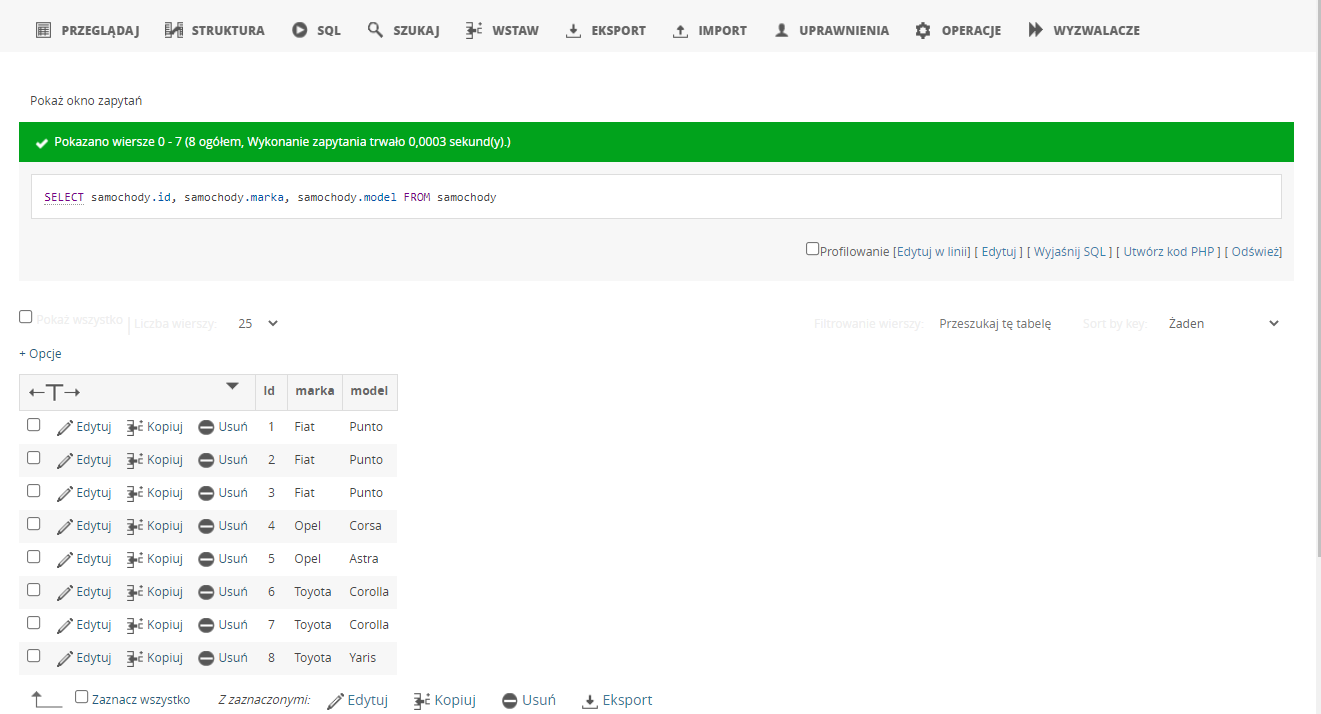 PRZEGLĄDAJ STRUKTURA SQL SZUKAJ WSTAW EKSPORT IMPORT UPRAWNIENIA OPERACJE WYZWALACZE
Pokaż okno zapytań
Pokazano wiersze 0 - 7 (8 ogółem, Wykonanie zapytania trwało 0,0003 sekund(y).)
SELECT samochody.id, samochody.marka, samochody.model FROM samochody
Profilowanie [Edytuj w linii] [ Edytuj ] [ Wyjaśnij SQL ] [ Utwórz kod PHP ] [ Odśwież]
Pokaż wszystko | Liczba wierszy: 25 Filtrowanie wierszy: Przeszukaj tę tabelę Sort by key: Żaden
+ Opcje
←T→ Id marka model
Edytuj Kopiuj Usuń 1 Fiat Punto
Edytuj Kopiuj Usuń 2 Fiat Punto
Edytuj Kopiuj Usuń 3 Fiat Punto
Edytuj Kopiuj Usuń 4 Opel Corsa
Edytuj Kopiuj Usuń 5 Opel Astra
Edytuj Kopiuj Usuń 6 Toyota Corolla
Edytuj Kopiuj Usuń 7 Toyota Corolla
Edytuj Kopiuj Usuń 8 Toyota Yaris
Zaznacz wszystko Z zaznaczonymi: Edytuj Kopiuj Usuń Eksport